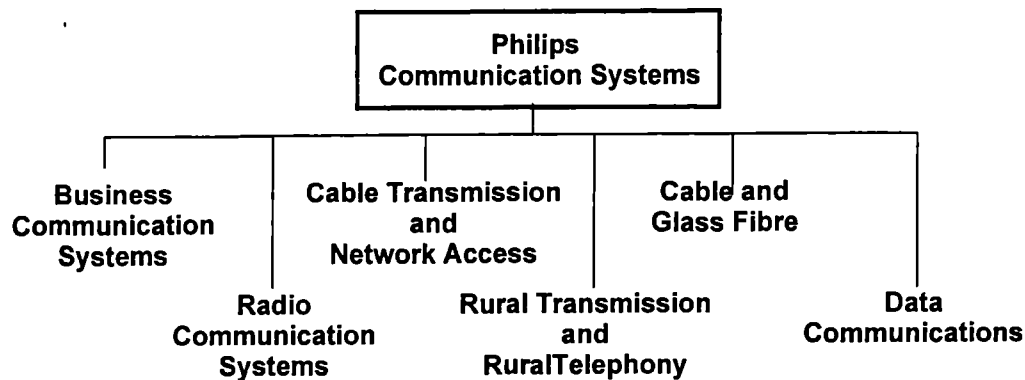 Philips
Communication Systems
Business
Communication
Systems
Radio
Communication
Systems
Cable Transmission
and
Network Access
Rural Transmission
and
RuralTelephony
Cable and
Glass Fibre
Data
Communications